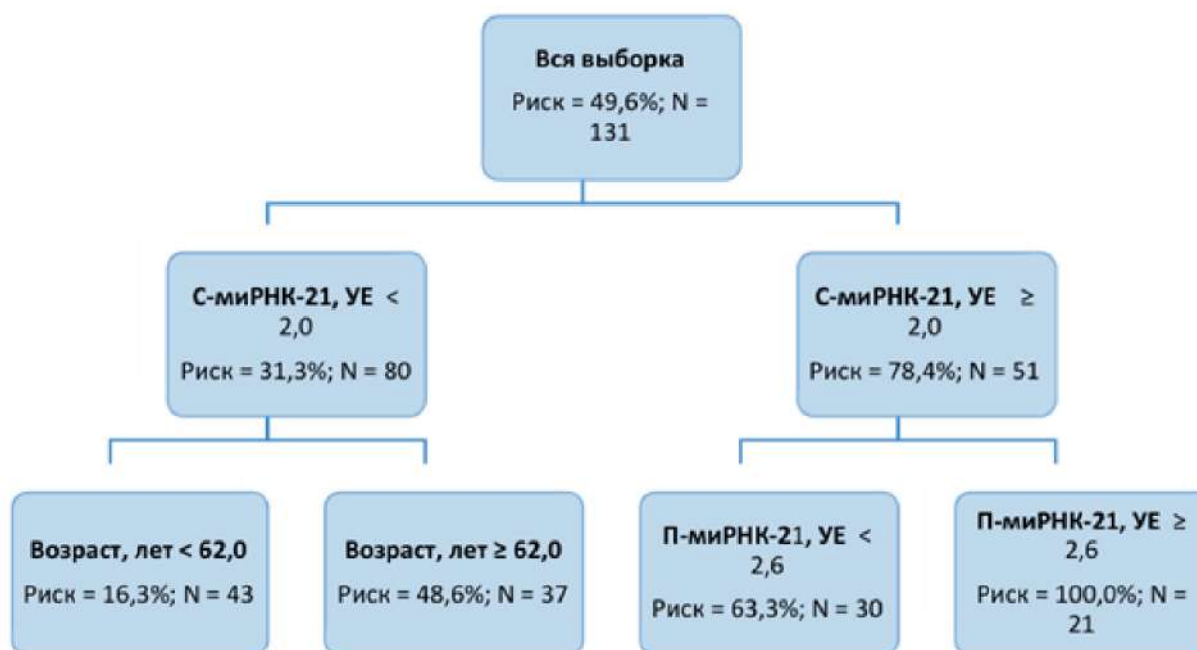 Вся выборка
Риск = 49,6%; N =
131
С-миРНК-21, УЕ <
2,0
Риск = 31,3%; N = 80
С-миРНК-21, УЕ ≥
2,0
Риск = 78,4%; N = 51
Возраст, лет < 62,0
Риск = 16,3%; N = 43
Возраст, лет ≥ 62,0
Риск = 48,6%; N = 37
П-миРНК-21, УЕ <
2,6
Риск = 63,3%; N = 30
П-миРНК-21, УЕ ≥
2,6
Риск = 100,0%; N =
21